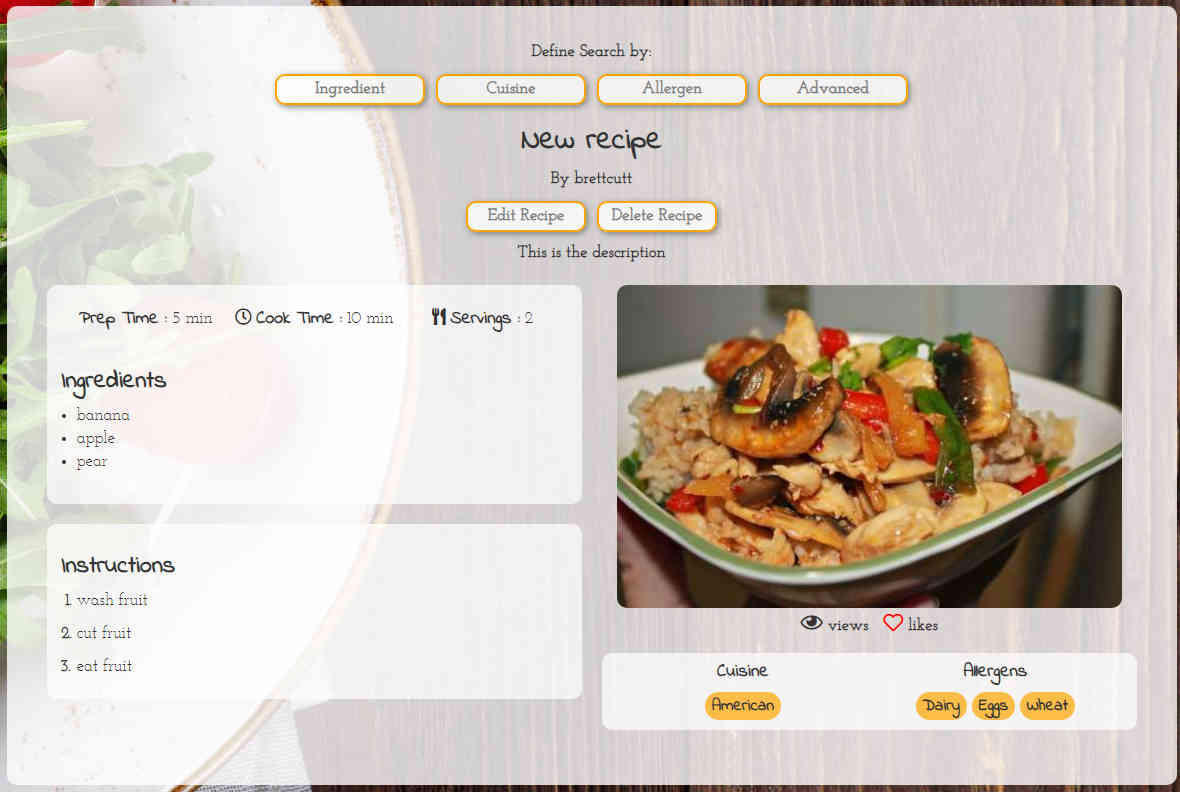 Define Search by:
Ingredient Cuisine Allergen Advanced
New recipe
By brettcutt
Edit Recipe Delete Recipe
This is the description
Prep Time : 5 min Cook Time : 10 min Servings : 2
Ingredients
• banana
• apple
• pear
Instructions
1. wash fruit
2. cut fruit
3. eat fruit
views likes
Cuisine Allergens
American Dairy Eggs Wheat